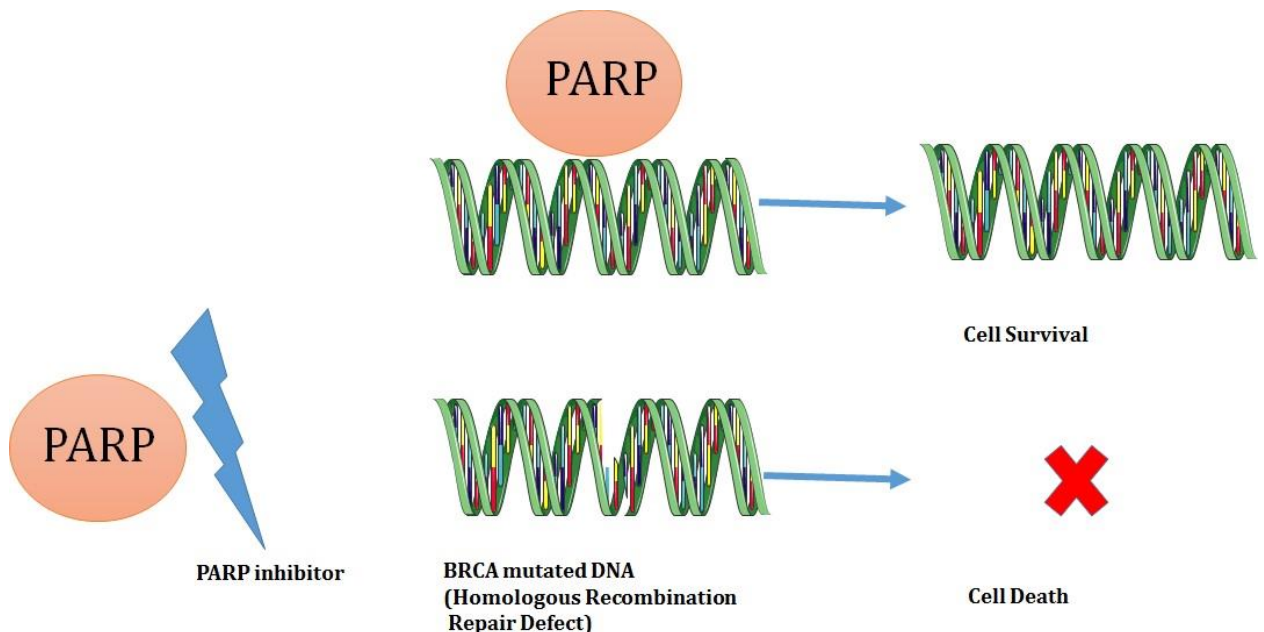 PARP
Cell Survival
PARP
PARP inhibitor
BRCA mutated DNA
(Homologous Recombination
Repair Defect)
Cell Death